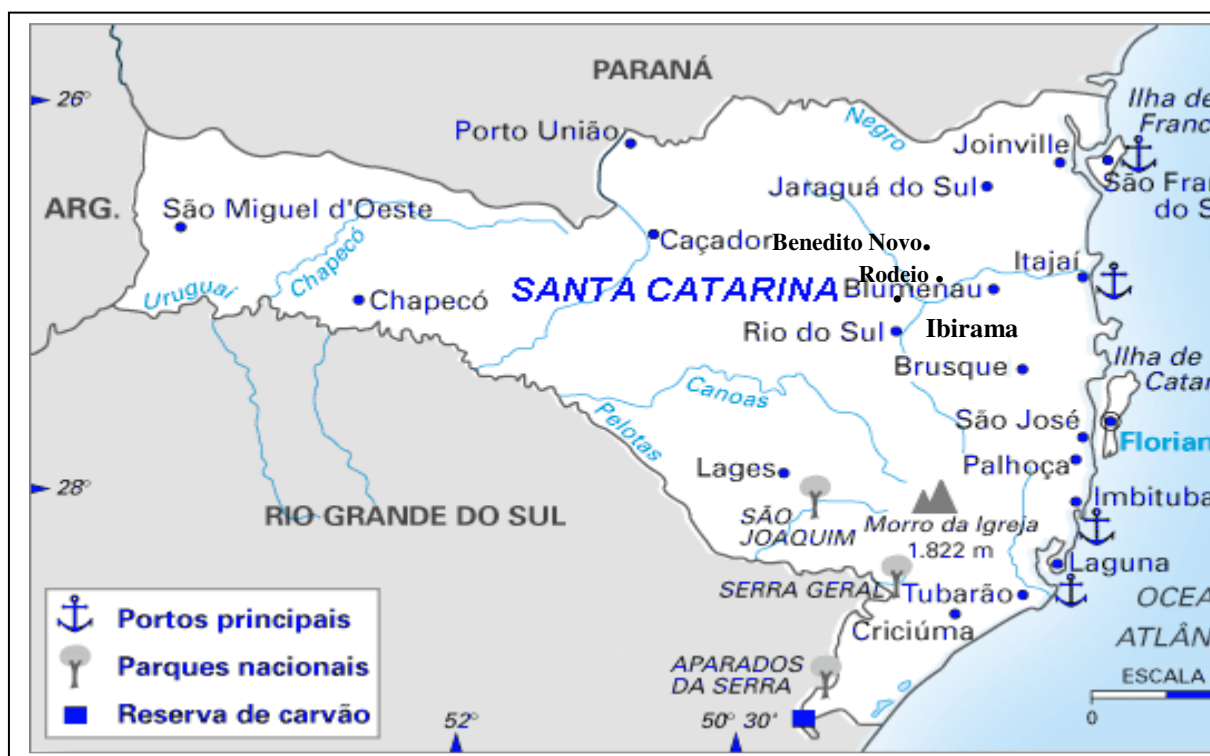 PARANÁ
26°
Ilha de
Franc
Negro
Porto União
Joinville
ARG.
São Miguel d'Oeste
Jaraguá do Sul
São Fran
do S
Caçador
Benedito Novo
Chapecó
Uruguai
Chapecó
SANTA CATARINA
Rodeio
Blumenau
Itajaí
Rio do Sul
Ibirama
Brusque
Ilha de
Catar
Canoas
Pelotas
São José
Florian
Lages
Palhoça
28°
RIO GRANDE DO SUL
SÃO
JOAQUIM
Morro da Igreja
1.822 m
Imbituba
SERRA GERAL
Tubarão
Laguna
Criciúma
OCEA
ATLÂN
APARADOS
DA SERRA
ESCALA
0
Portos principais
Parques nacionais
Reserva de carvão
52°
50° 30'